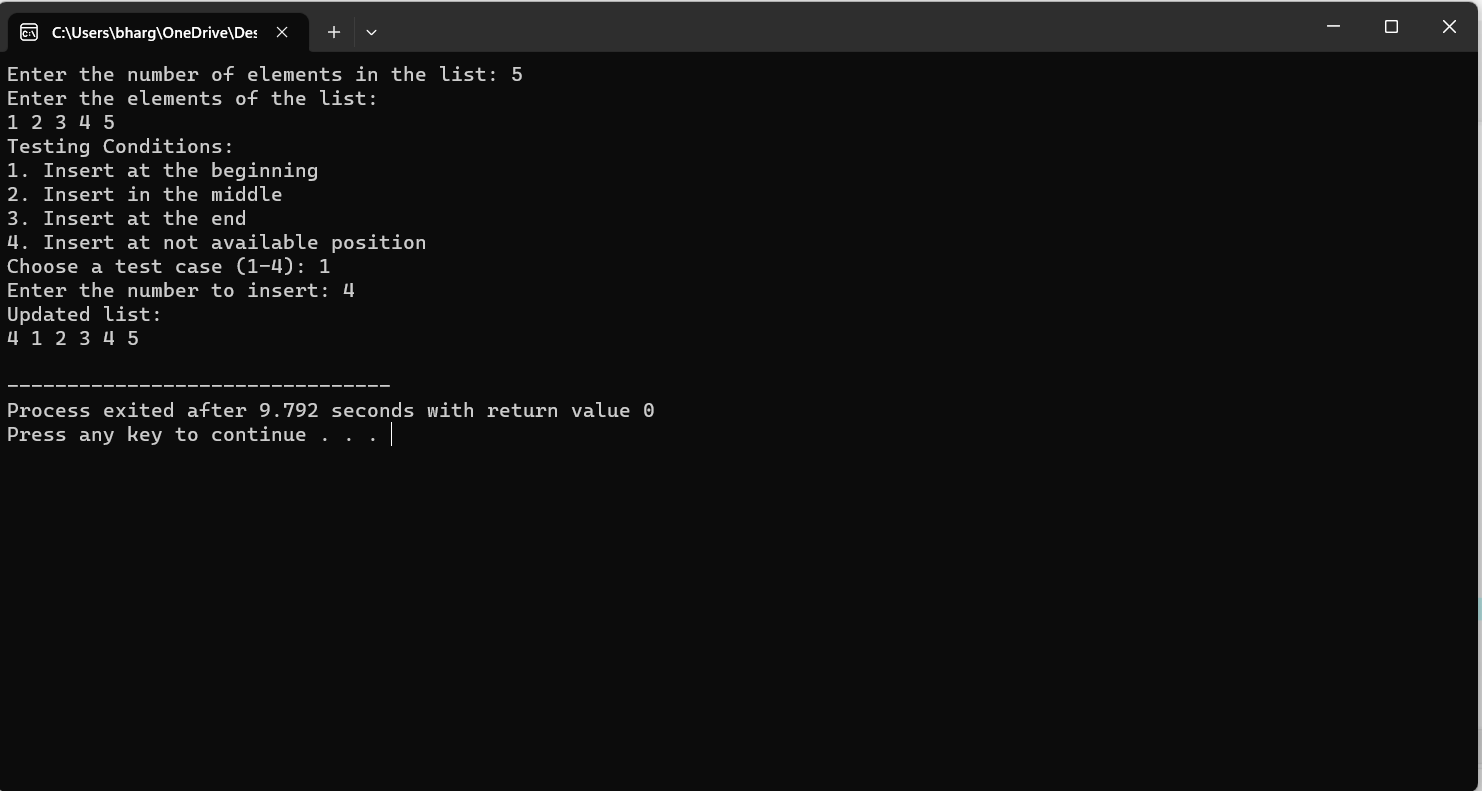 C:\Users\bharg\OneDrive\Des
Enter the number of elements in the list: 5
Enter the elements of the list:
1 2 3 4 5
Testing Conditions:
1. Insert at the beginning
2. Insert in the middle
3. Insert at the end
4. Insert at not available position
Choose a test case (1-4): 1
Enter the number to insert: 4
Updated list:
4 1 2 3 4 5
--------------------------------
Process exited after 9.792 seconds with return value 0
Press any key to continue . . .